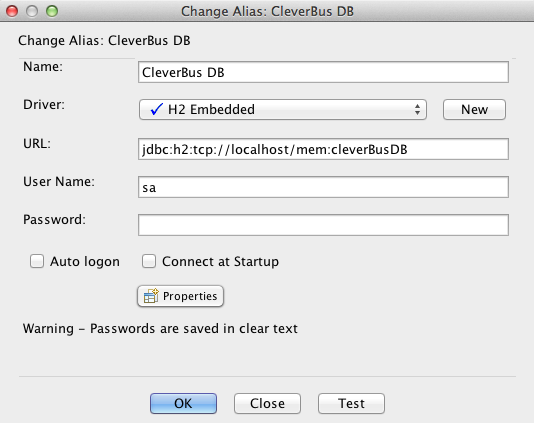 Change Alias: CleverBus DB
Change Alias: CleverBus DB
Name:
CleverBus DB
Driver:
H2 Embedded
New
URL:
jdbc:h2:tcp://localhost/mem:cleverBusDB
User Name:
sa
Password:
Auto logon
Connect at Startup
Properties
Warning – Passwords are saved in clear text
OK
Close
Test